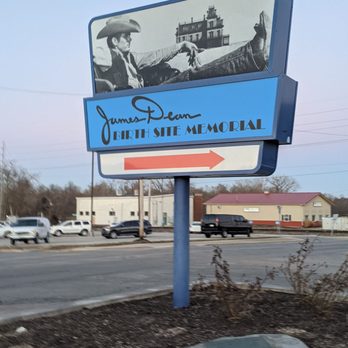 James Dean
BIRTH SITE MEMORIAL